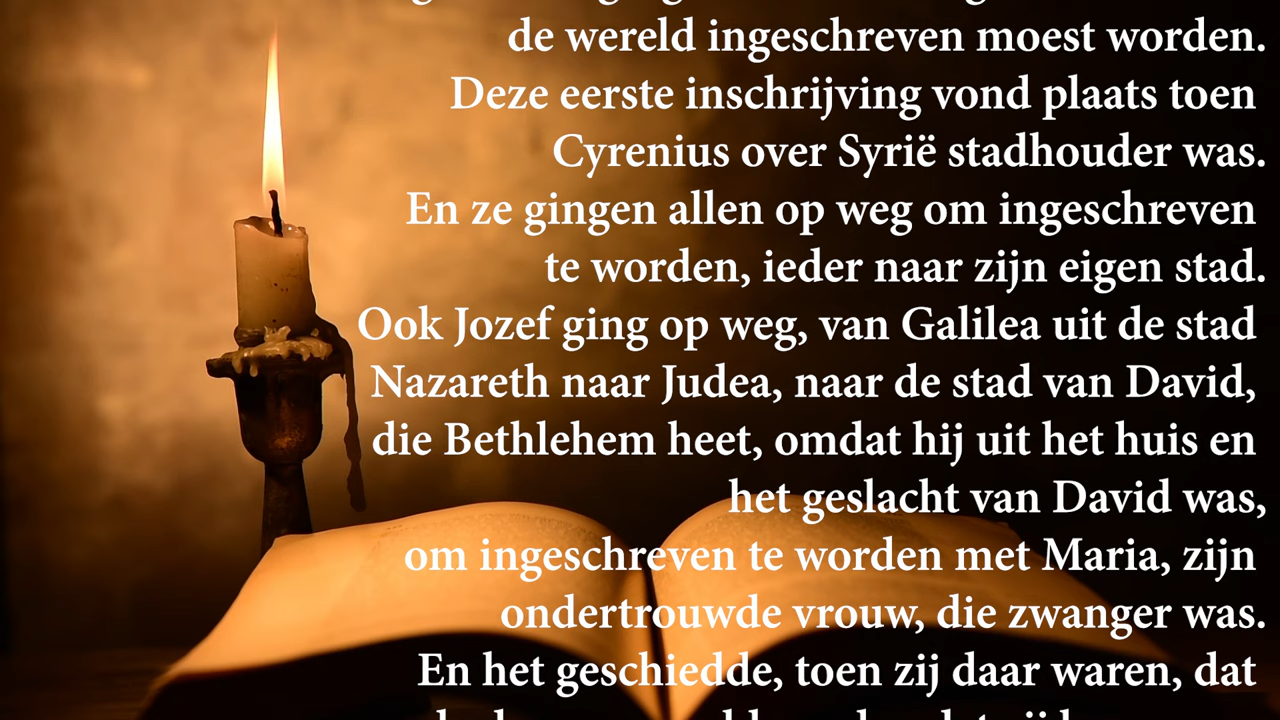 de wereld ingeschreven moest worden.
Deze eerste inschrijving vond plaats toen
Cyrenius over Syrië stadhouder was.
En ze gingen allen op weg om ingeschreven
te worden, ieder naar zijn eigen stad.
Ook Jozef ging op weg, van Galilea uit de stad
Nazareth naar Judea, naar de stad van David,
die Bethlehem heet, omdat hij uit het huis en
het geslacht van David was,
om ingeschreven te worden met Maria, zijn
ondertrouwde vrouw, die zwanger was.
En het geschiedde, toen zij daar waren, dat